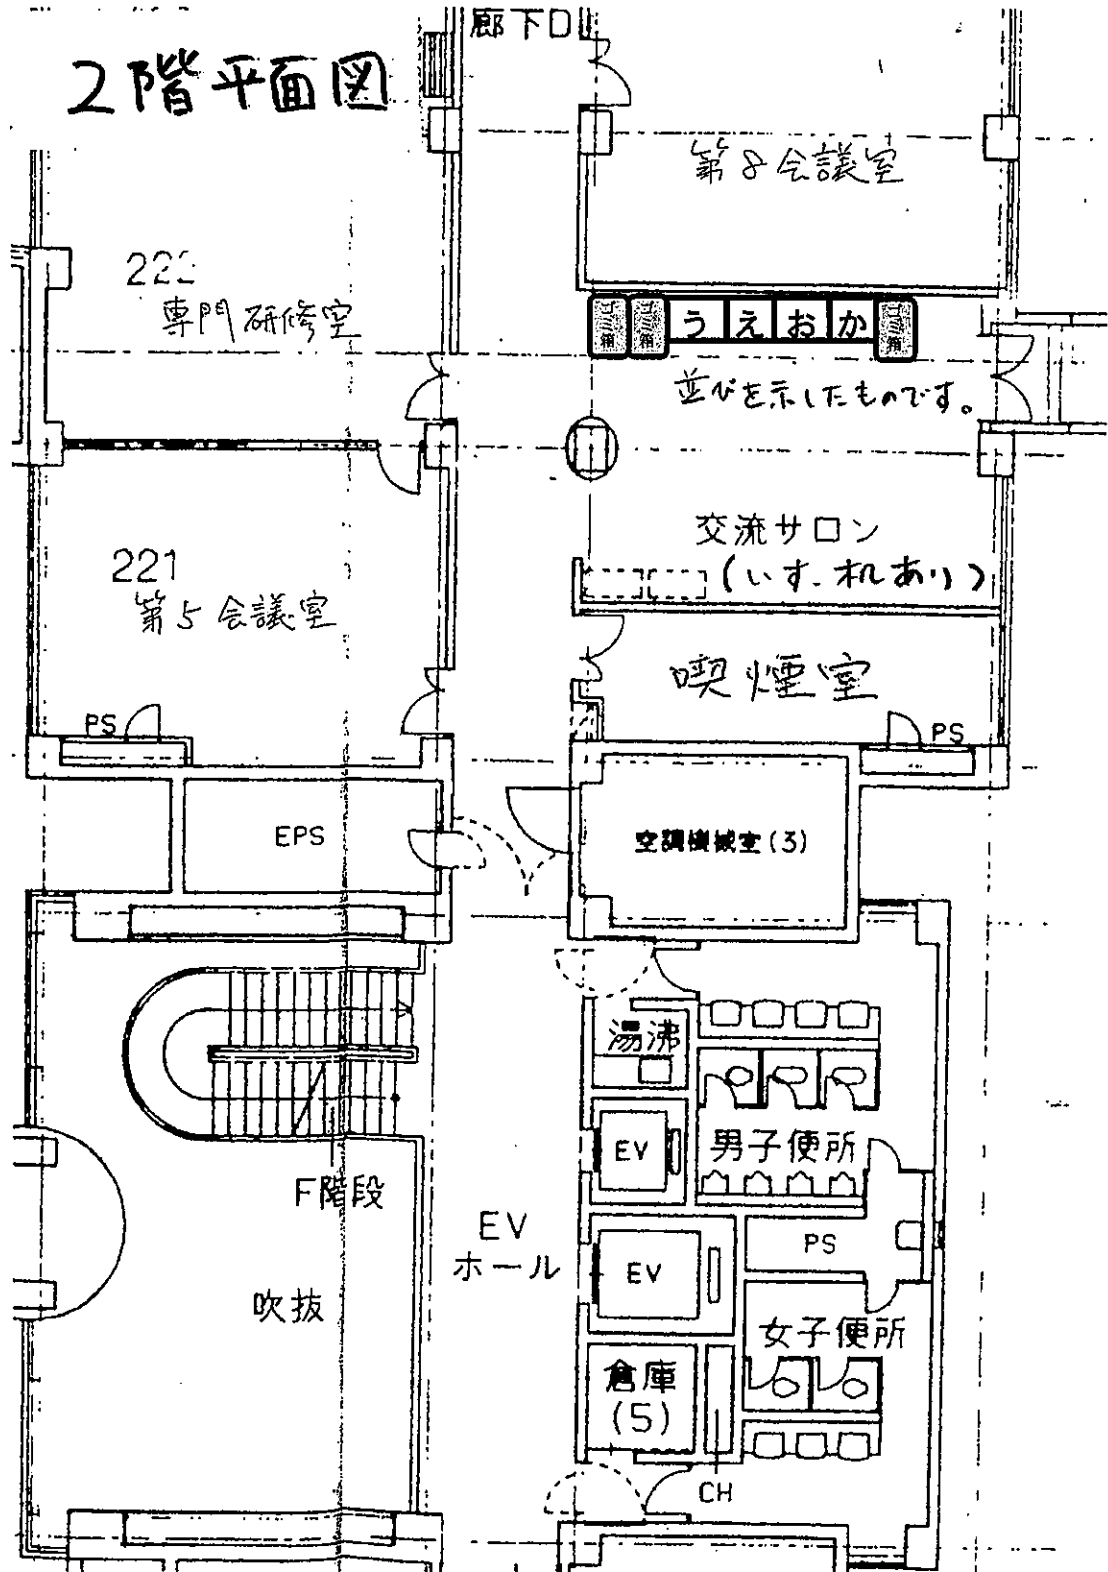 廊下D
2階平面図
第8会議室
222
専門研修室
ゴミ箱
ゴミ箱
う
え
お
か
ゴミ箱
並びを示したものです。
交流サロン
(いす、机あり)
221
第5会議室
喫煙室
PS
PS
EPS
空調機械室(3)
湯沸
EV
男子便所
F階段
EV
ホール
PS
EV
吹抜
女子便所
倉庫
(5)
CH